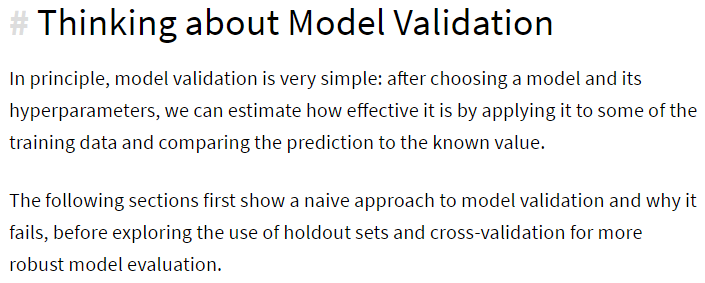 # Thinking about Model Validation
In principle, model validation is very simple: after choosing a model and its
hyperparameters, we can estimate how effective it is by applying it to some of the
training data and comparing the prediction to the known value.
The following sections first show a naive approach to model validation and why it
fails, before exploring the use of holdout sets and cross-validation for more
robust model evaluation.